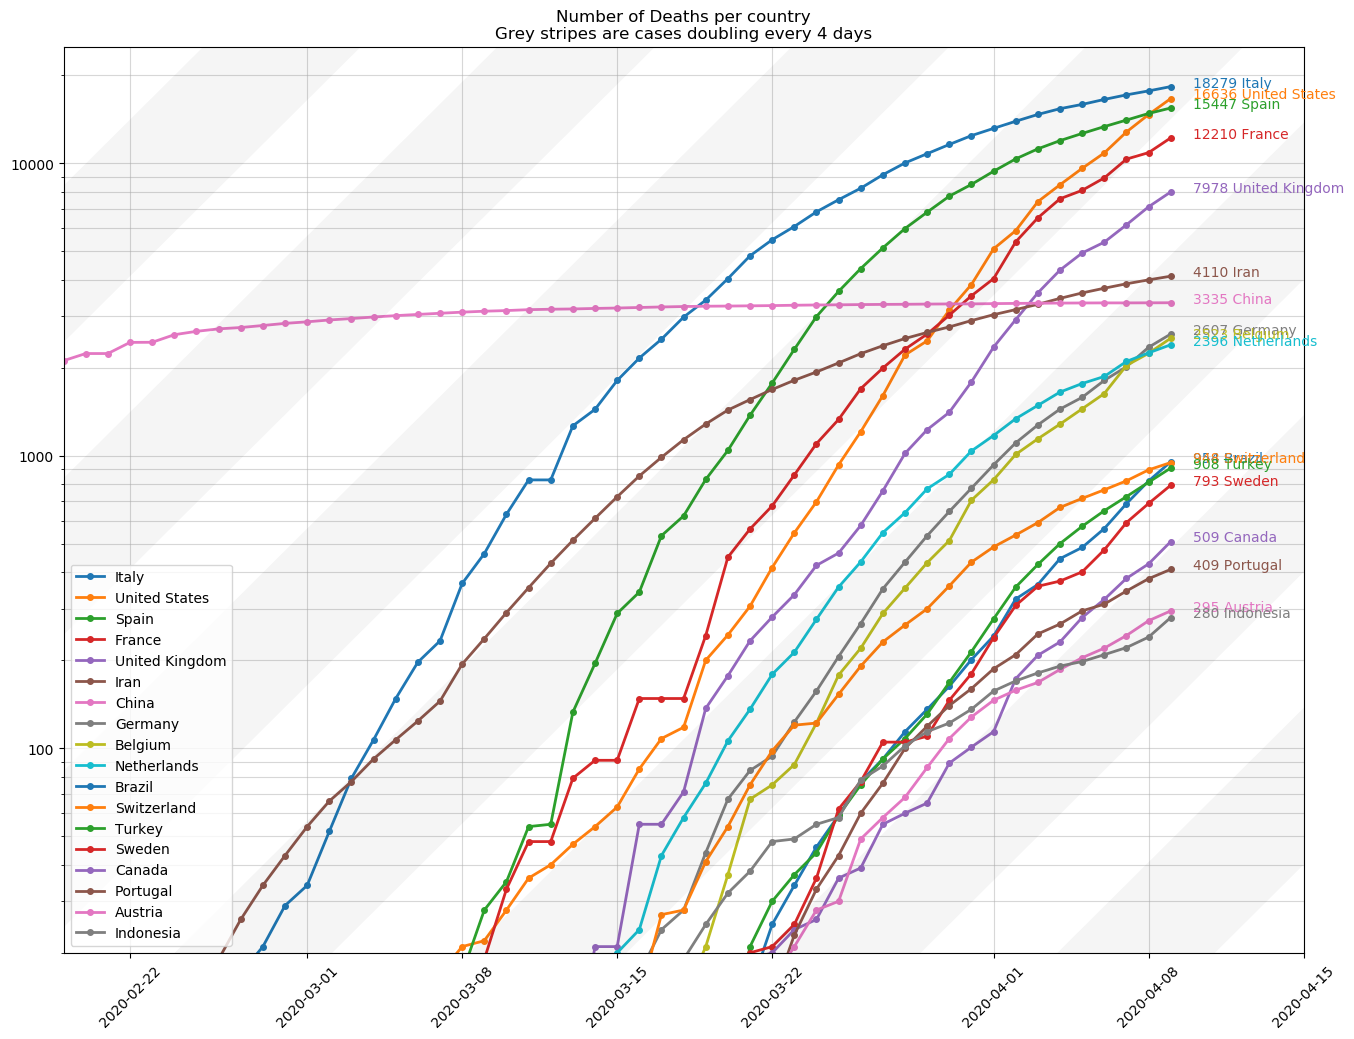 Number of Deaths per country
Grey stripes are cases doubling every 4 days
18279 Italy
16636 United States
15447 Spain
10000
12210 France
7978 United Kingdom
4110 Iran
3335 China
2607 Germany
Belgium
2396 Netherlands
1000
Brazil
Switzerland
908 Turkey
793 Sweden
509 Canada
409 Portugal
295 Austria
280 Indonesia
100
Italy
United States
Spain
France
United Kingdom
Iran
China
Germany
Belgium
Netherlands
Brazil
Switzerland
Turkey
Sweden
Canada
Portugal
Austria
Indonesia
2020-02-22
2020-03-01
2020-03-08
2020-03-15
2020-03-22
2020-04-01
2020-04-08
2020-04-15